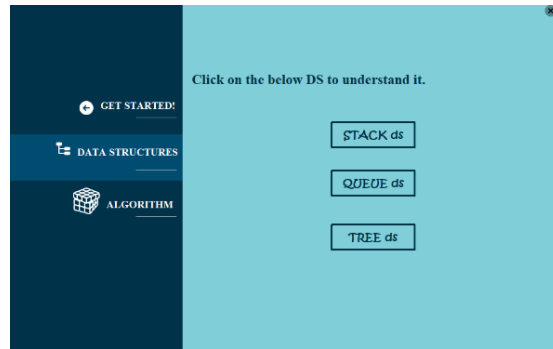 Click on the below DS to understand it.
GET STARTED!
DATA STRUCTURES
ALGORITHM
STACK ds
QUEUE ds
TREE ds